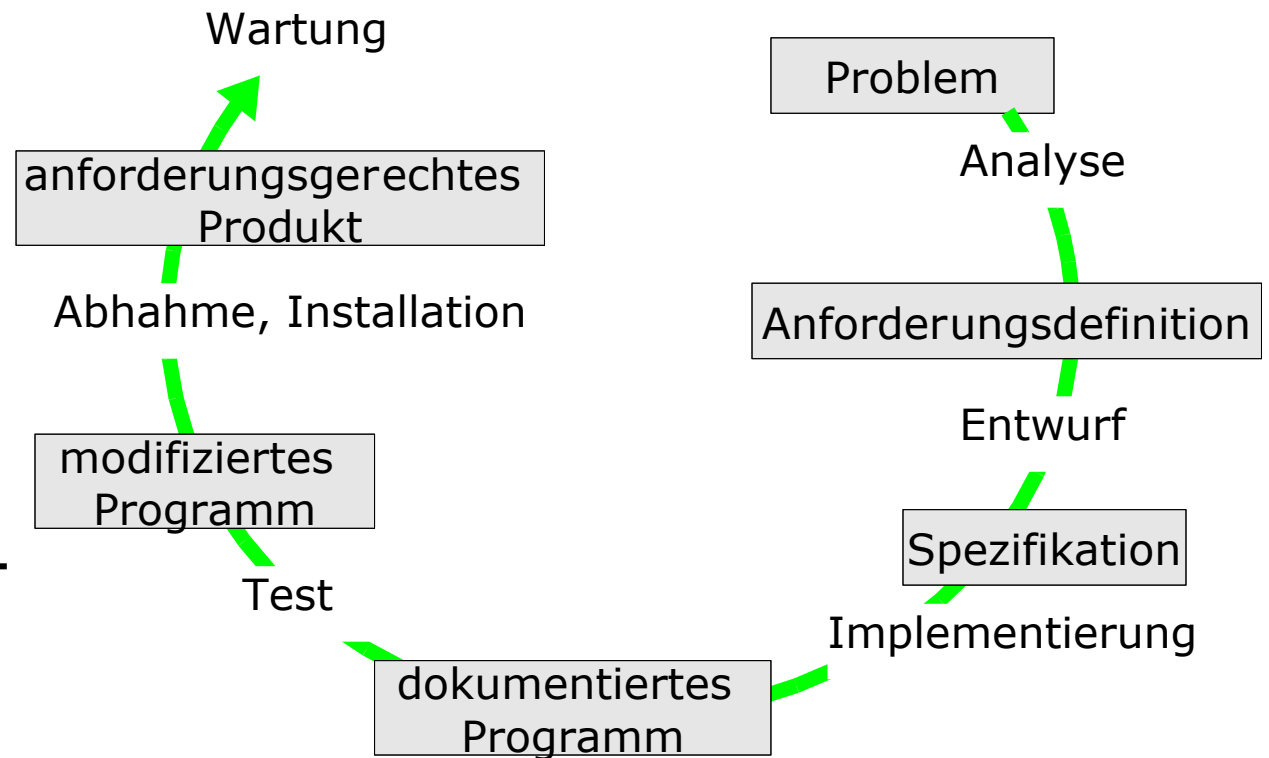 Wartung
Problem
Analyse
anforderungsgerechtes
Produkt
Abhahme, Installation
Anforderungsdefinition
Entwurf
modifiziertes
Programm
Spezifikation
Test
Implementierung
dokumentiertes
Programm